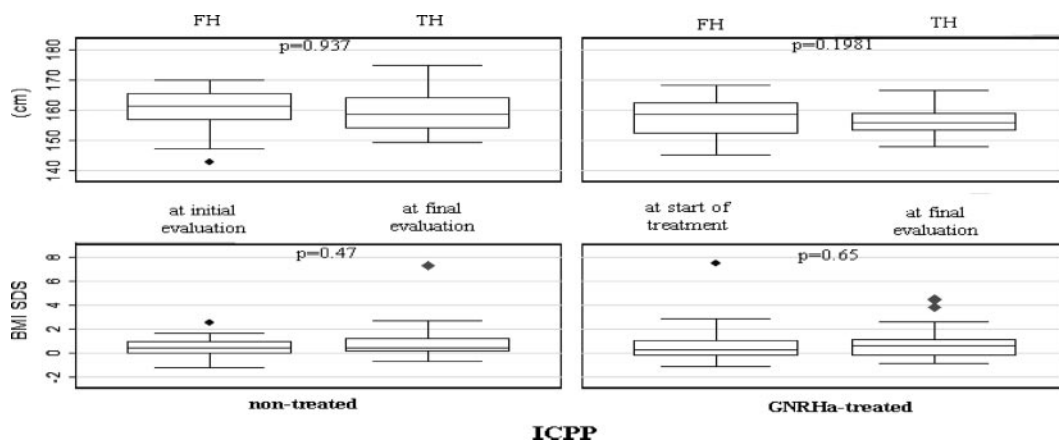 FH TH FH TH
p=0.937 p=0.1981
(cm)
180
170
160
150
140
at initial evaluation
at final evaluation
at start of treatment
at final evaluation
p=0.47 p=0.65
BMI SDS
8
6
4
2
0
-2
non-treated GNRHa-treated
ICPP